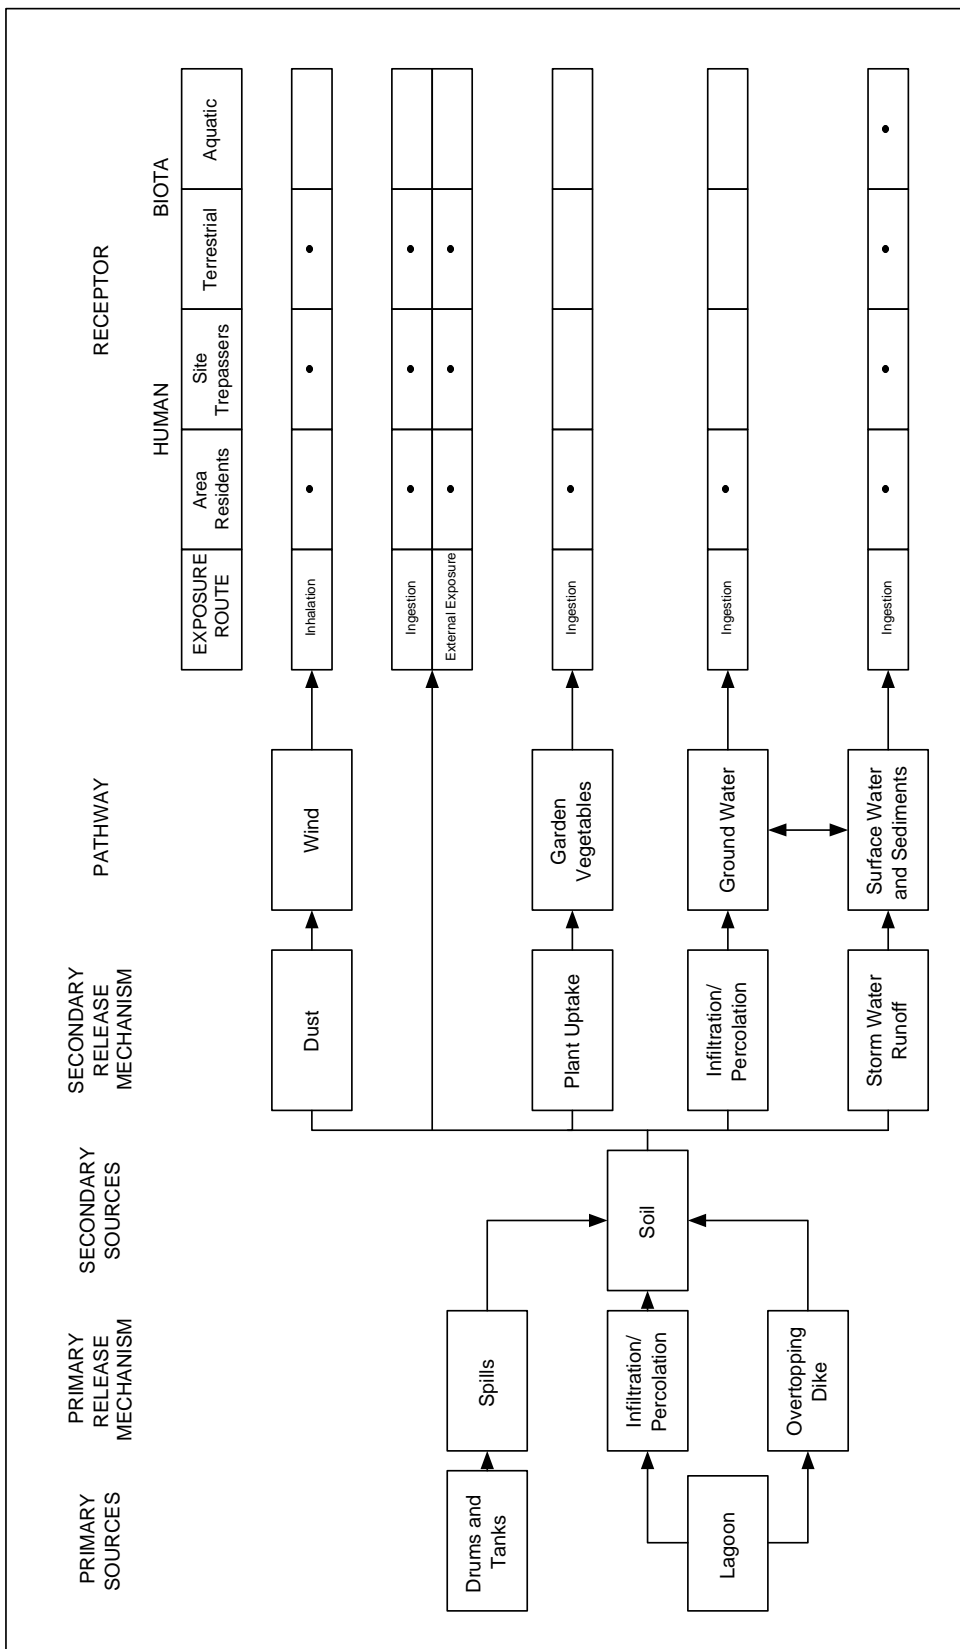 PRIMARY
SOURCES
PRIMARY
RELEASE
MECHANISM
SECONDARY
SOURCES
SECONDARY
RELEASE
MECHANISM
PATHWAY
RECEPTOR
HUMAN
BIOTA
EXPOSURE
ROUTE
Area
Residents
Site
Trepassers
Terrestrial
Aquatic
Drums and
Tanks
Lagoon
Spills
Infiltration/
Percolation
Overtopping
Dike
Soil
Dust
Wind
Inhalation
Ingestion
External Exposure
Plant Uptake
Garden
Vegetables
Ingestion
Infiltration/
Percolation
Ground Water
Ingestion
Storm Water
Runoff
Surface Water
and Sediments
Ingestion